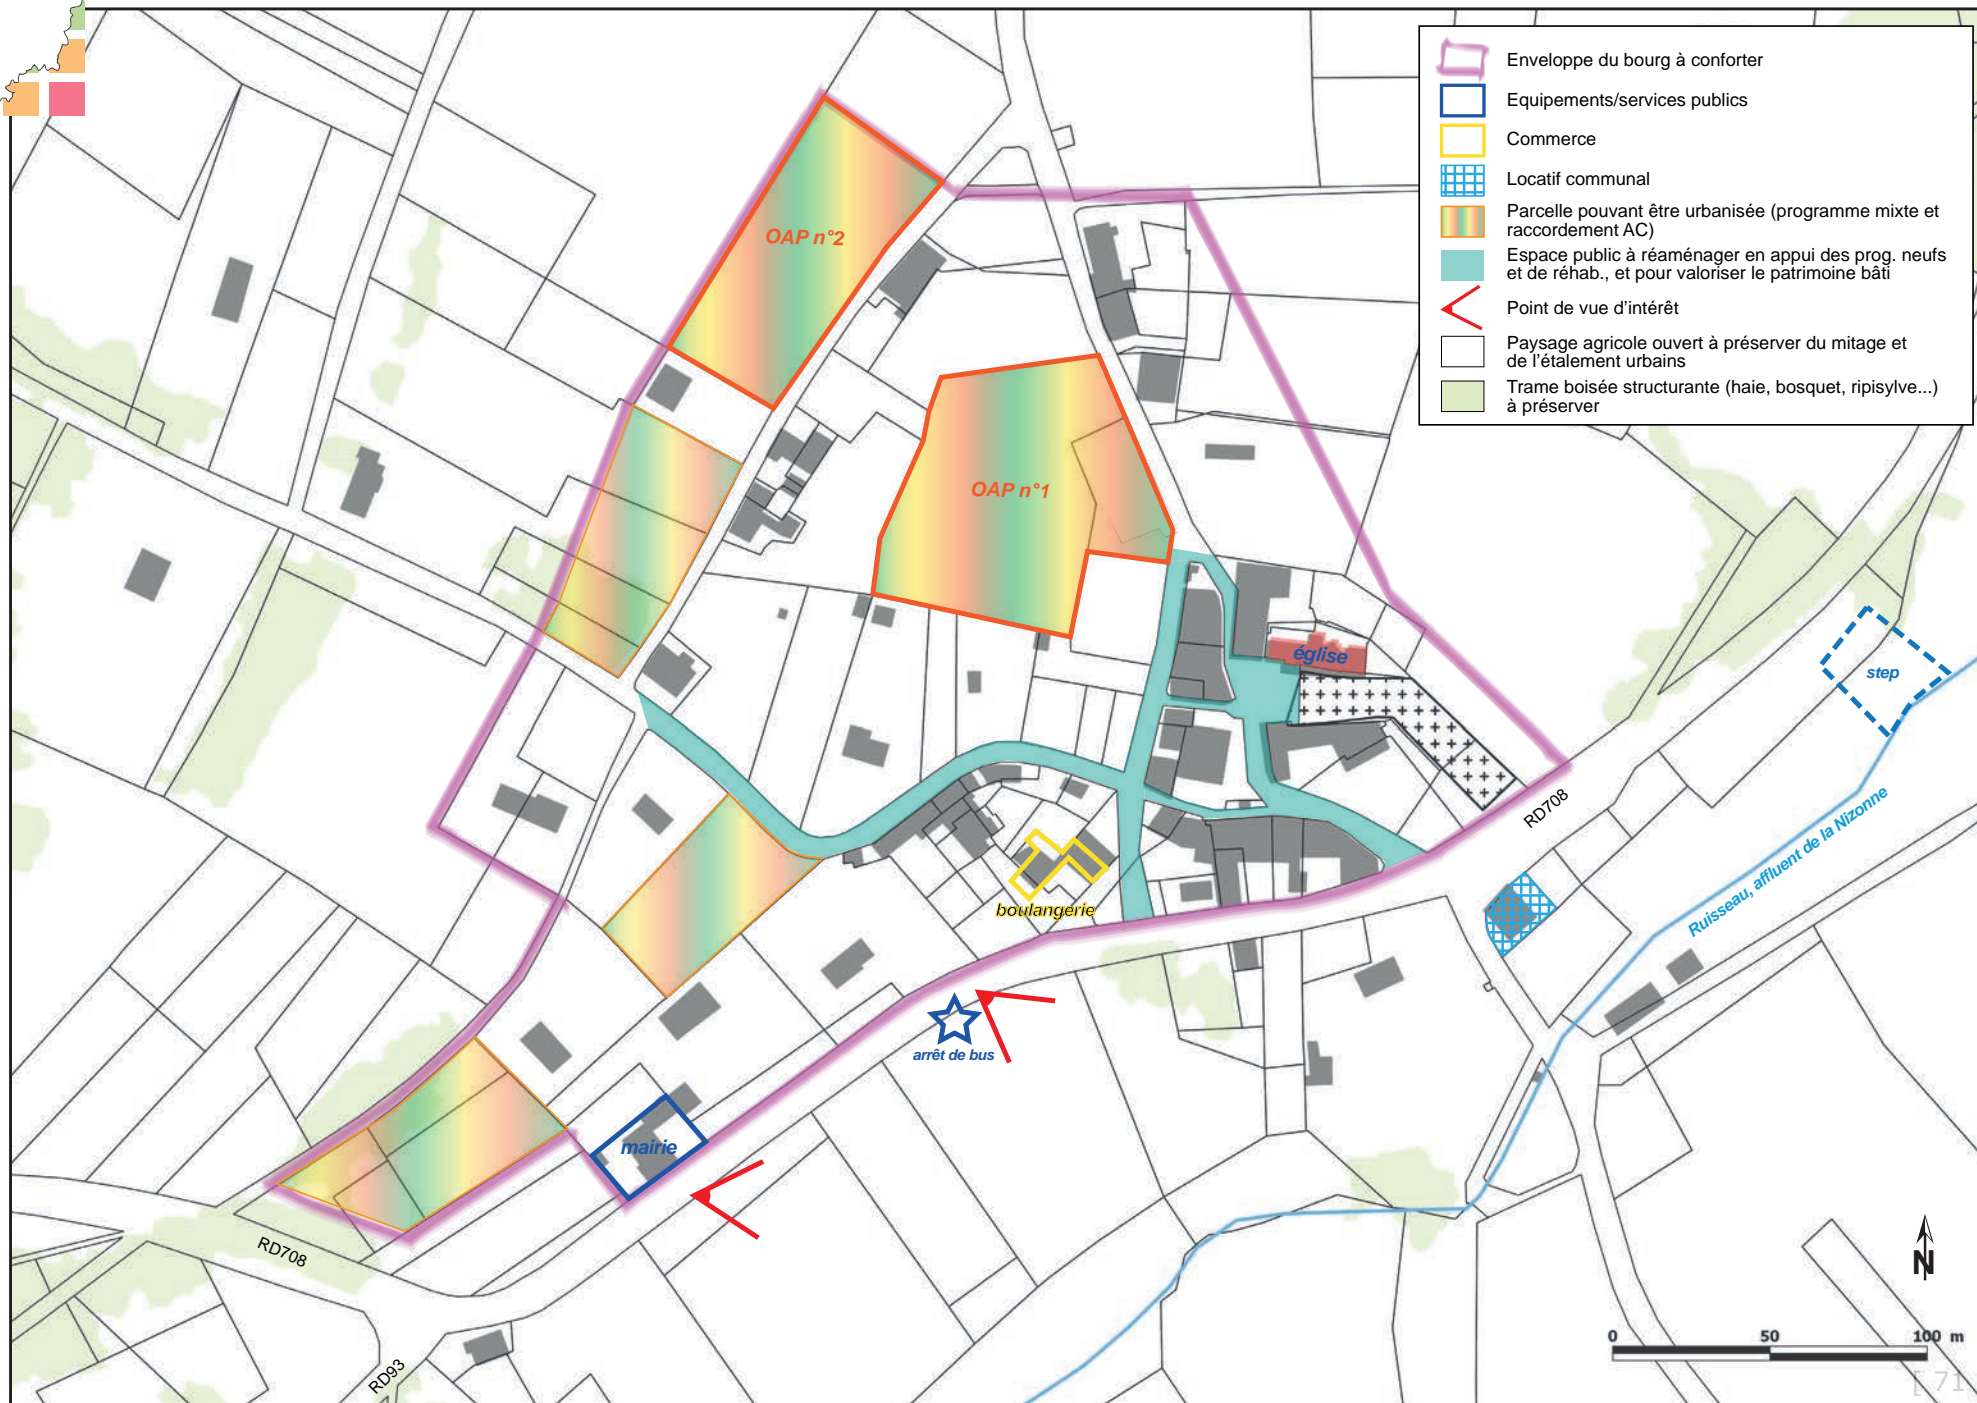 Enveloppe du bourg à conforter
Equipements/services publics
Commerce
Locatif communal
Parcelle pouvant être urbanisée (programme mixte et
raccordement AC)
Espace public à réaménager en appui des prog. neufs
et de réhab., et pour valoriser le patrimoine bâti
Point de vue d'intérêt
Paysage agricole ouvert à préserver du mitage et
de l'étalement urbains
Trame boisée structurante (haie, bosquet, ripisylve...)
à préserver
OAP n°2
OAP n°1
église
step
RD708
Ruisseau, affluent de la Nizonne
boulangerie
arrêt de bus
mairie
RD708
RD93
N
0 50 100 m
[ 71